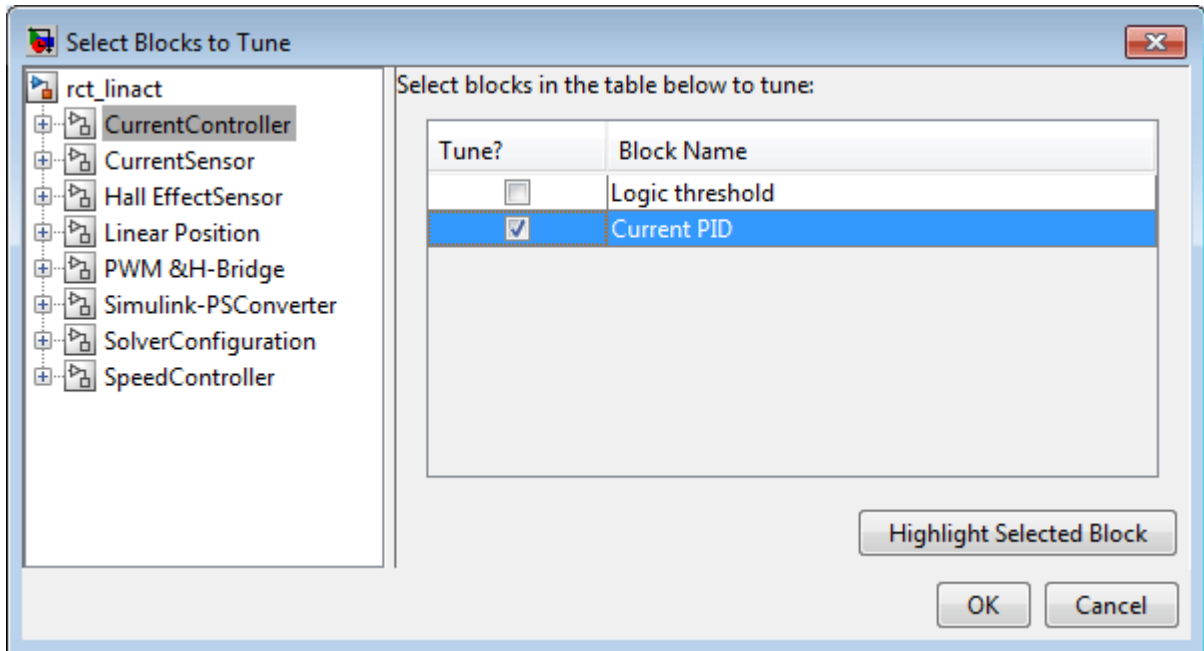 Select Blocks to Tune
rct_linact
CurrentController
CurrentSensor
Hall EffectSensor
Linear Position
PWM &H-Bridge
Simulink-PSConverter
SolverConfiguration
SpeedController
Select blocks in the table below to tune:
Tune? Block Name
Logic threshold
Current PID
Highlight Selected Block
OK Cancel